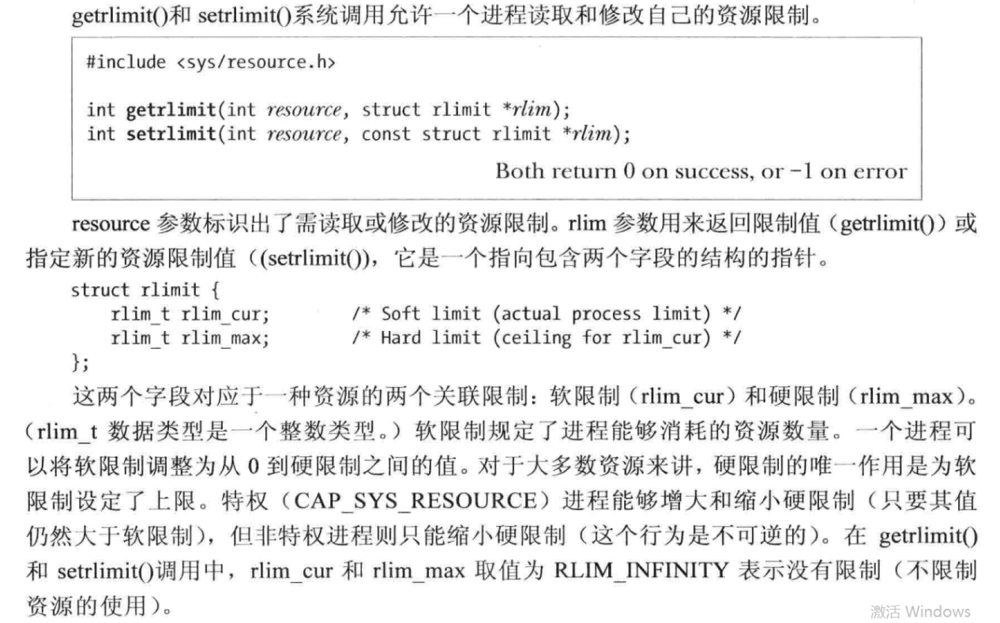 getrlimit()和 setrlimit()系统调用允许一个进程读取和修改自己的资源限制。
#include <sys/resource.h>
int getrlimit(int resource, struct rlimit *rlim);
int setrlimit(int resource, const struct rlimit *rlim);
Both return 0 on success, or −1 on error
resource 参数标识出了需读取或修改的资源限制。rlim 参数用来返回限制值（getrlimit()）或
指定新的资源限制值（(setrlimit())，它是一个指向包含两个字段的结构的指针。
struct rlimit {
rlim_t rlim_cur; /* Soft limit (actual process limit) */
rlim_t rlim_max; /* Hard limit (ceiling for rlim_cur) */
};
这两个字段对应于一种资源的两个关联限制：软限制（rlim_cur）和硬限制（rlim_max）。
（rlim_t 数据类型是一个整数类型。）软限制规定了进程能够消耗的资源数量。一个进程可
以将软限制调整为从 0 到硬限制之间的值。对于大多数资源来讲，硬限制的唯一作用是为软
限制设定了上限。特权（CAP_SYS_RESOURCE）进程能够增大和缩小硬限制（只要其值
仍然大于软限制），但非特权进程则只能缩小硬限制（这个行为是不可逆的）。在 getrlimit()
和 setrlimit()调用中，rlim_cur 和 rlim_max 取值为 RLIM_INFINITY 表示没有限制（不限制
资源的使用）。
激活 Windows